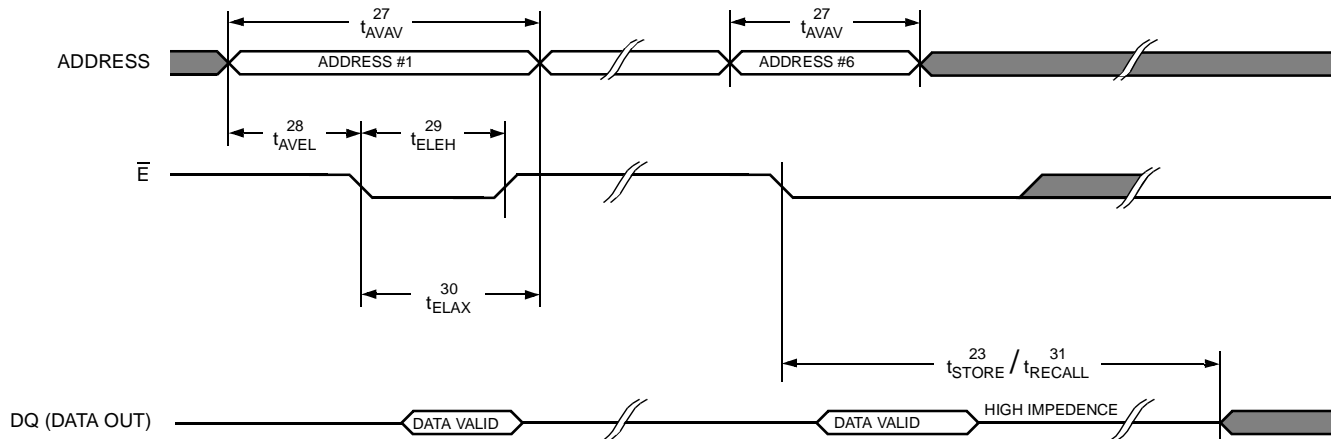 27 27
tAVAV tAVAV
ADDRESS ADDRESS #1 ADDRESS #6
28 29
tAVEL tELEH
E
30
tELAX
23 31
tSTORE / tRECALL
DQ (DATA OUT) DATA VALID DATA VALID HIGH IMPEDENCE